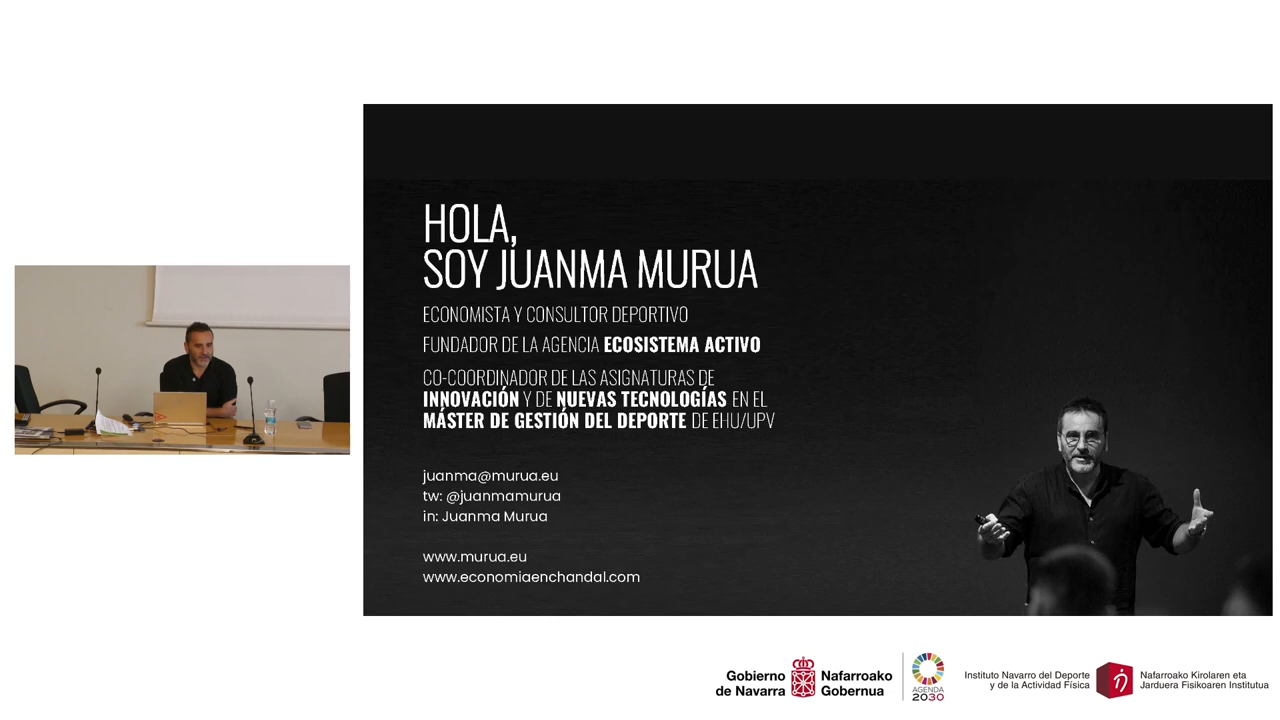 HOLA,
SOY JUANMA MURUA
ECONOMISTA Y CONSULTOR DEPORTIVO
FUNDADOR DE LA AGENCIA ECOSISTEMA ACTIVO
CO-COORDINADOR DE LAS ASIGNATURAS DE
INNOVACIÓN Y DE NUEVAS TECNOLOGÍAS EN EL
MÁSTER DE GESTIÓN DEL DEPORTE DE EHU/UPV
juanma@murua.eu
tw: @juanmamurua
in: Juanma Murua
www.murua.eu
www.economiaenchandal.com
Gobierno
de Navarra
Nafarroako
Gobernua
AGENDA
2030
Instituto Navarro del Deporte
y de la Actividad Física
Nafarroako Kirolaren eta
Jarduera Fisikoaren Institutua